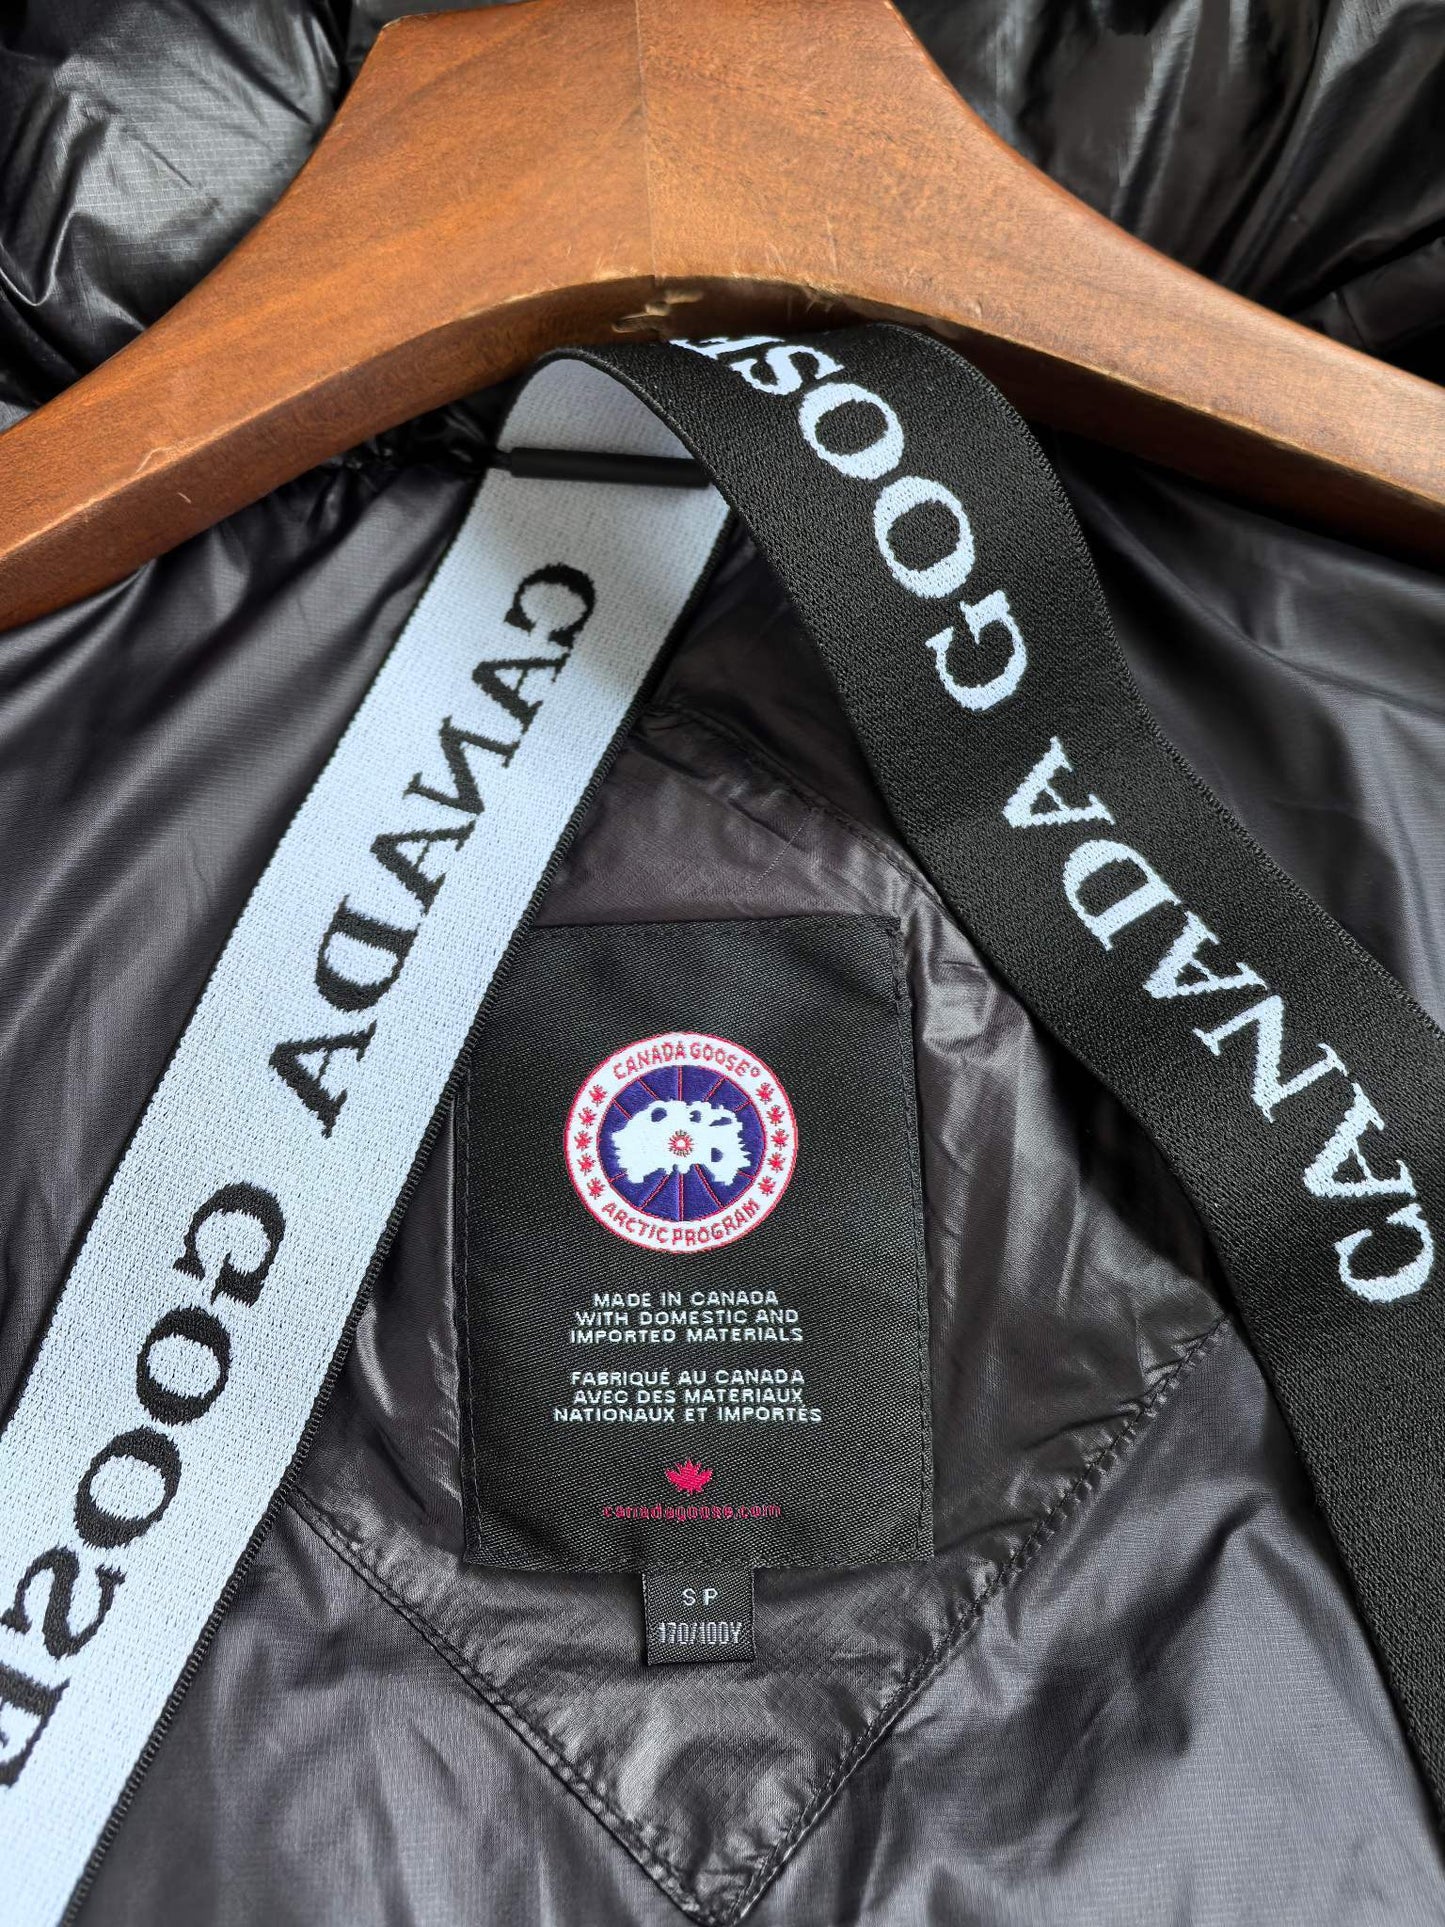 CANADA GOOSE
CANADA GOOSE
CANADA GOOSE®
ARCTIC PROGRAM
MADE IN CANADA
WITH DOMESTIC AND
IMPORTED MATERIALS
FABRIQUÉ AU CANADA
AVEC DES MATERIAUX
NATIONAUX ET IMPORTÉS
canadagoose.com
S P
170/100Y